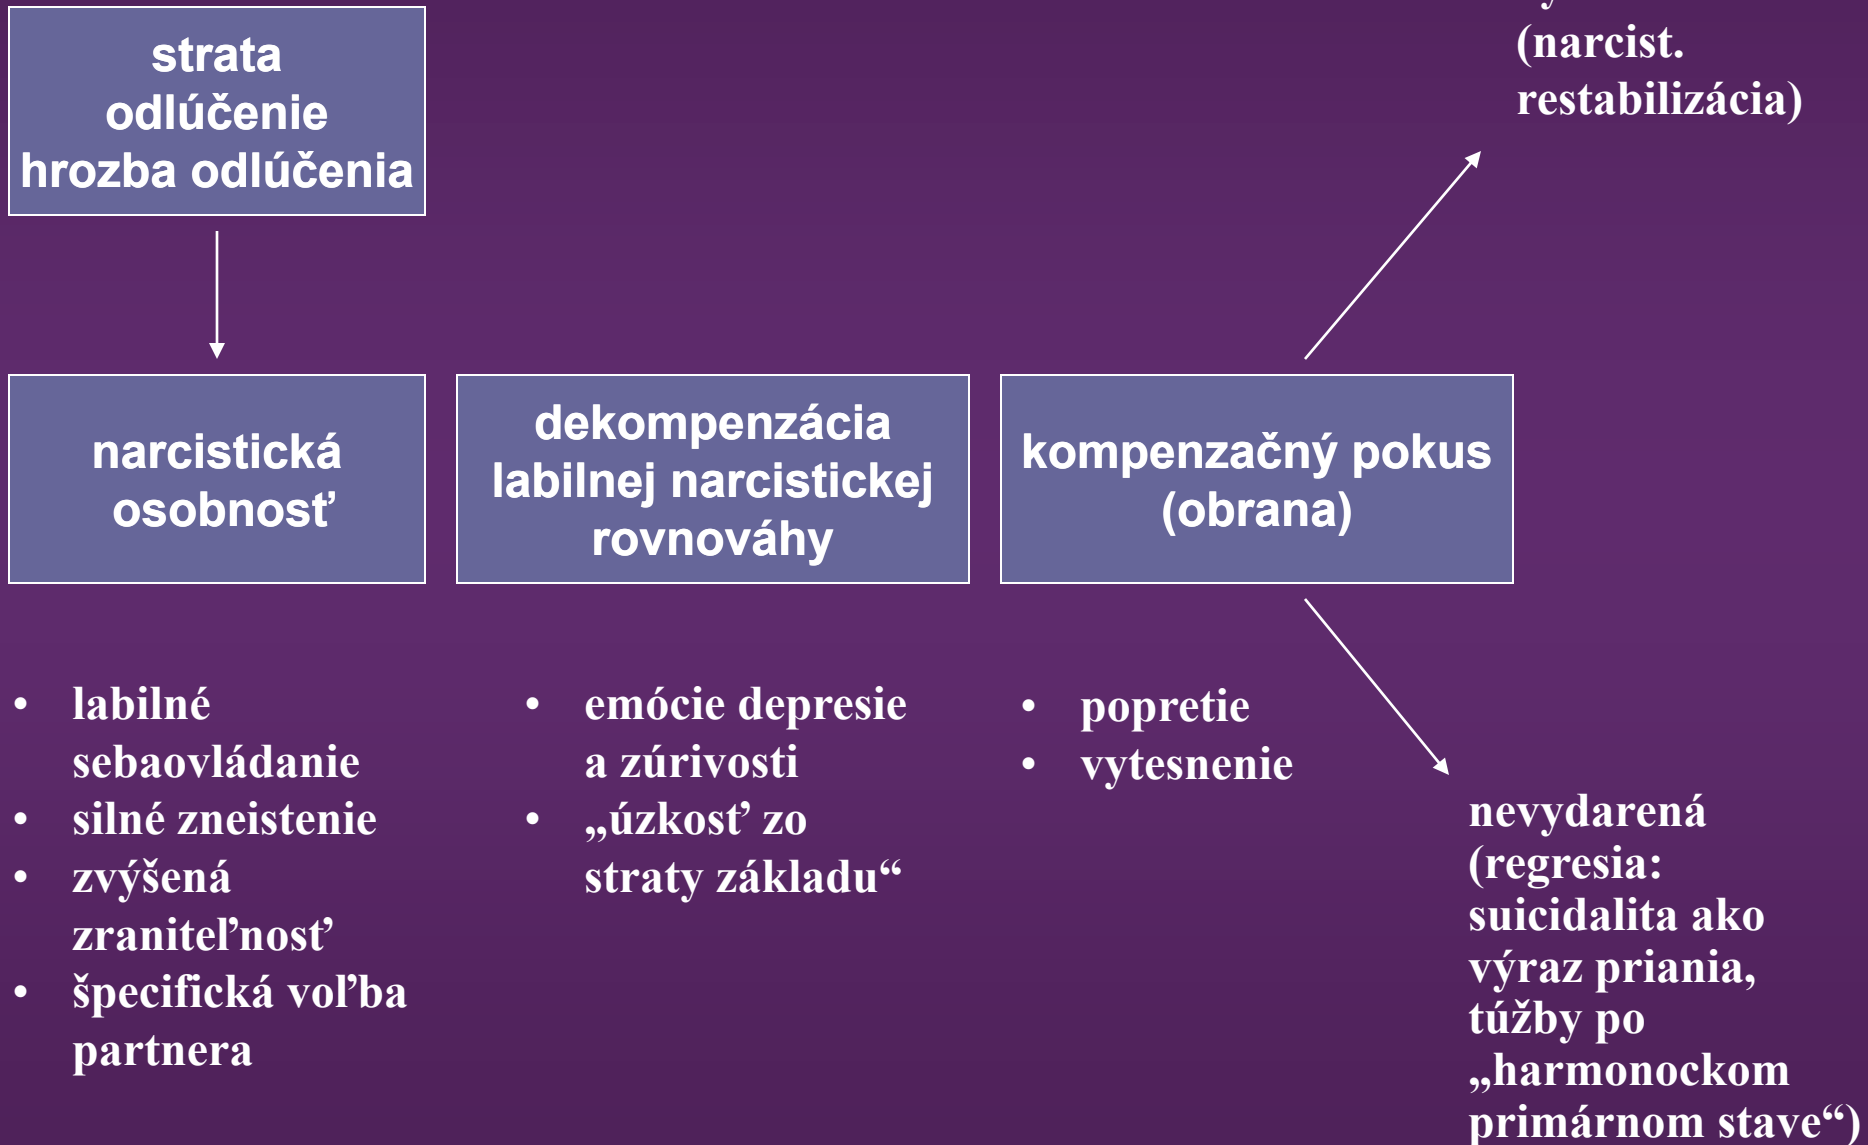 strata
odlúčenie
hrozba odlúčenia
(narcist.
restabilizácia)
narcistická
osobnosť
dekompenzácia
labilnej narcistickej
rovnováhy
kompenzačný pokus
(obrana)
• labilné
sebaovládanie
• silné zneistenie
• zvýšená
zraniteľnosť
• špecifická voľba
partnera
• emócie depresie
a zúrivosti
• „úzkosť zo
straty základu“
• popretie
• vytesnenie
nevydarená
(regresia:
suicidalita ako
výraz priania,
túžby po
„harmonockom
primárnom stave“)